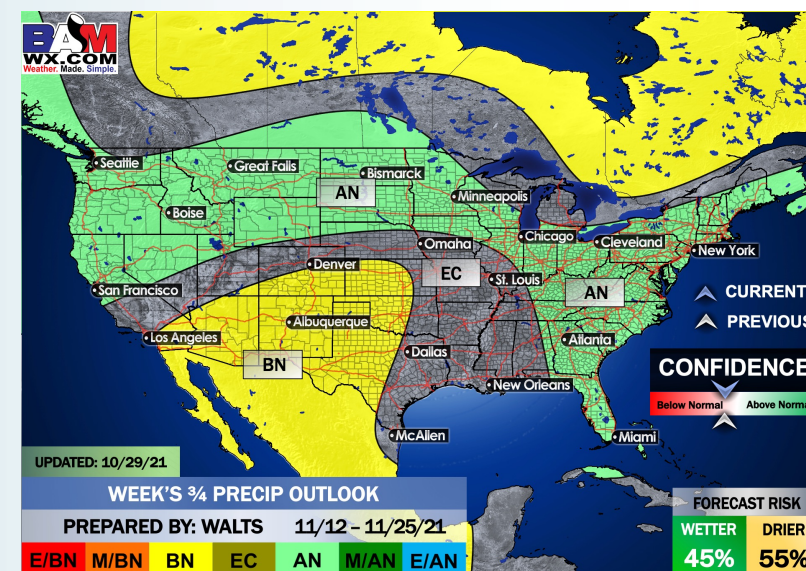 BAM
WX.COM
Weather. Made. Simple.
Seattle
Great Falls
Bismarck
AN
Minneapolis
Boise
Omaha
Chicago
Cleveland
New York
Denver
EC
St. Louis
San Francisco
AN
CURRENT
Albuquerque
PREVIOUS
Los Angeles
Atlanta
Dallas
BN
CONFIDENCE
New Orleans
Below Normal
Above Norma
McAllen
Miami
UPDATED: 10/29/21
WEEK'S ¾ PRECIP OUTLOOK
FORECAST RISK
PREPARED BY: WALTS 11/12 – 11/25/21
WETTER DRIER
E/BN M/BN BN EC AN M/AN E/AN
45% 55%